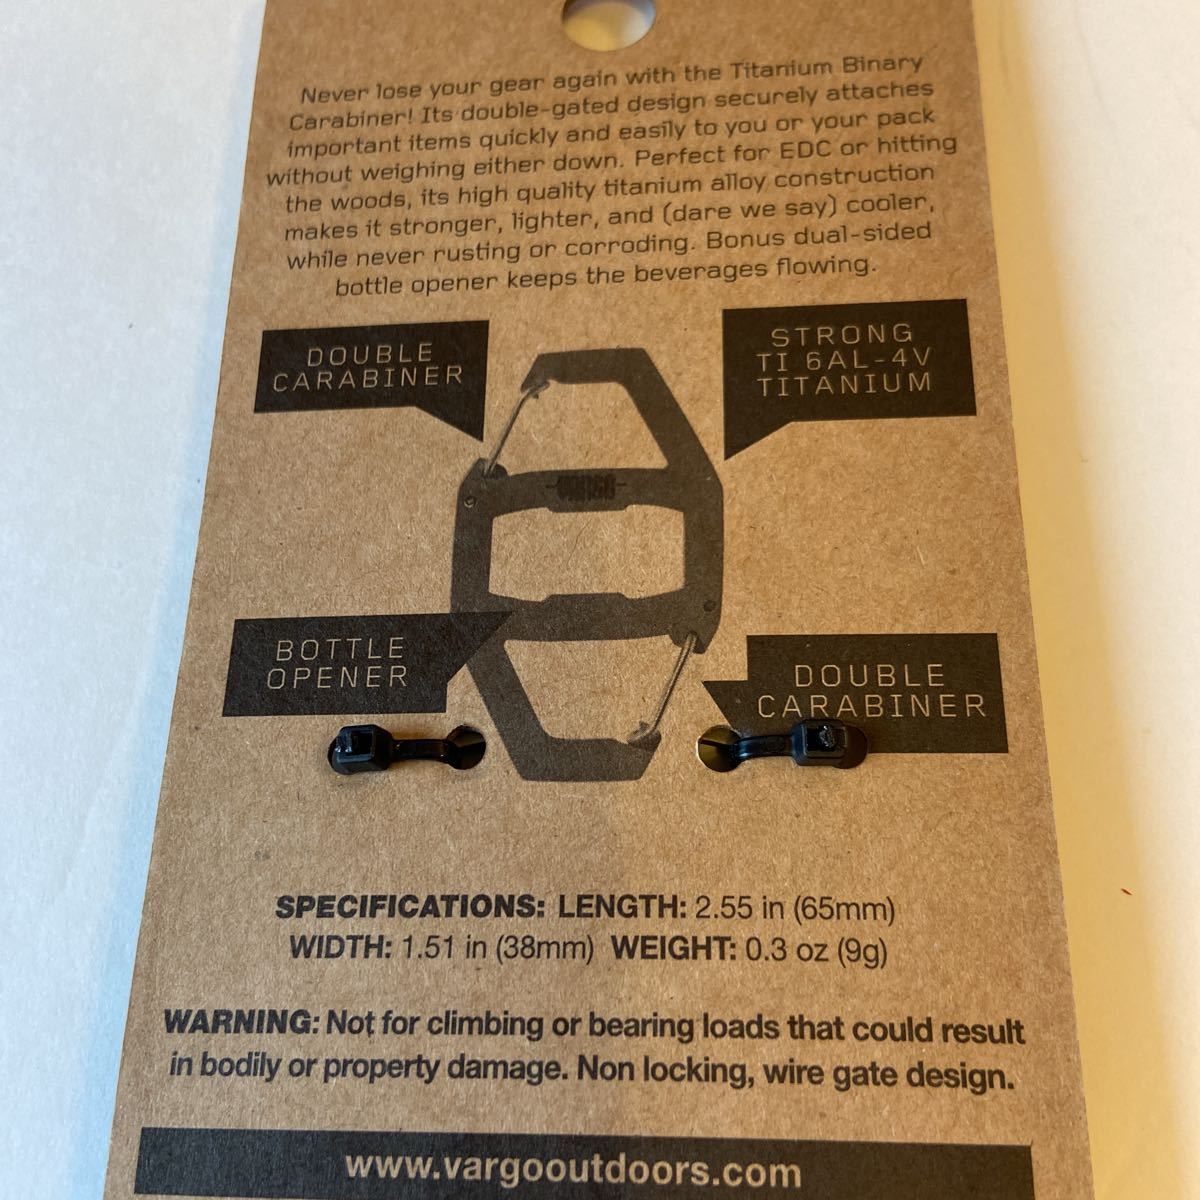 Never lose your gear again with the Titanium Binary
Carabiner! Its double-gated design securely attaches
important items quickly and easily to you or your pack
without weighing either down. Perfect for EDC or hitting
the woods, its high quality titanium alloy construction
makes it stronger, lighter, and (dare we say) cooler,
while never rusting or corroding. Bonus dual-sided
bottle opener keeps the beverages flowing.
DOUBLE
CARABINER
STRONG
TI 6AL-4V
TITANIUM
VARGO
BOTTLE
OPENER
DOUBLE
CARABINER
SPECIFICATIONS: LENGTH: 2.55 in (65mm)
WIDTH: 1.51 in (38mm) WEIGHT: 0.3 oz (9g)
WARNING: Not for climbing or bearing loads that could result
in bodily or property damage. Non locking, wire gate design.
www.vargooutdoors.com